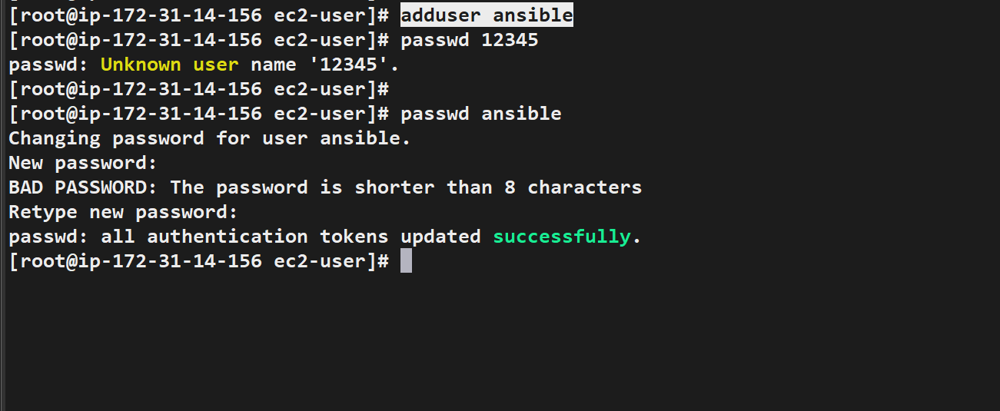 [root@ip-172-31-14-156 ec2-user]# adduser ansible
[root@ip-172-31-14-156 ec2-user]# passwd 12345
passwd: Unknown user name '12345'.
[root@ip-172-31-14-156 ec2-user]#
[root@ip-172-31-14-156 ec2-user]# passwd ansible
Changing password for user ansible.
New password:
BAD PASSWORD: The password is shorter than 8 characters
Retype new password:
passwd: all authentication tokens updated successfully.
[root@ip-172-31-14-156 ec2-user]#